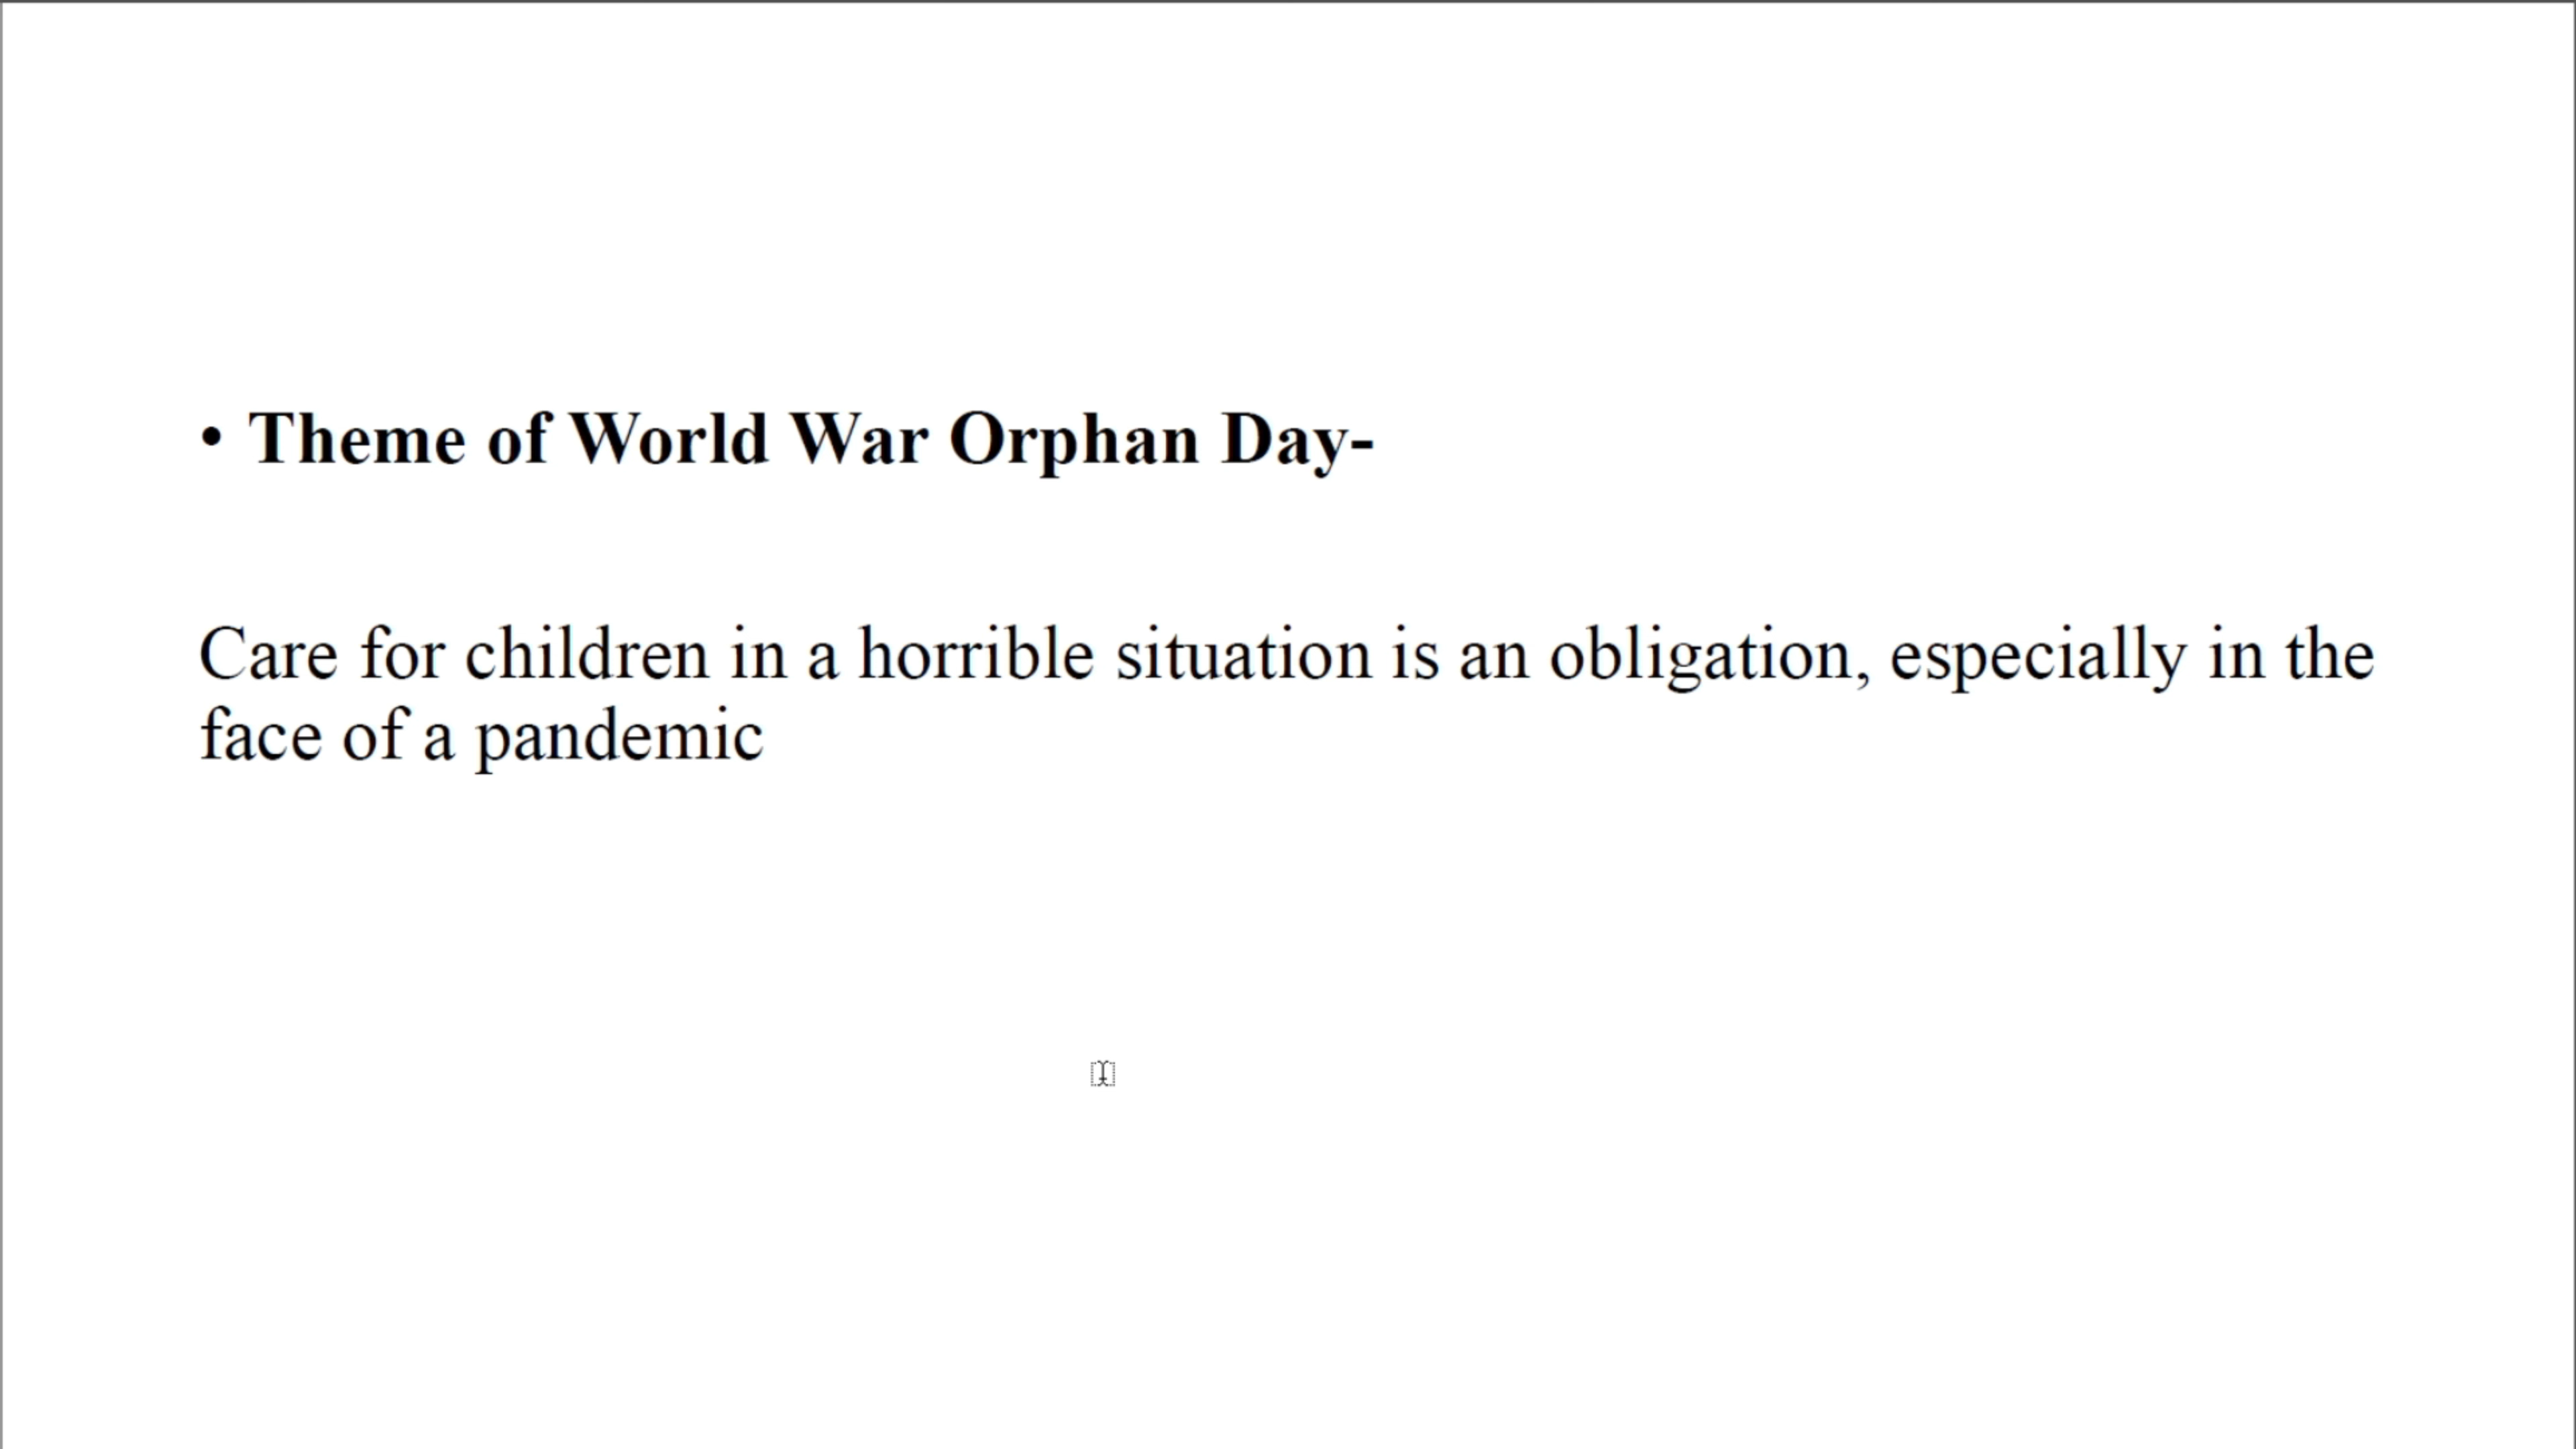 • Theme of World War Orphan Day-
Care for children in a horrible situation is an obligation, especially in the
face of a pandemic